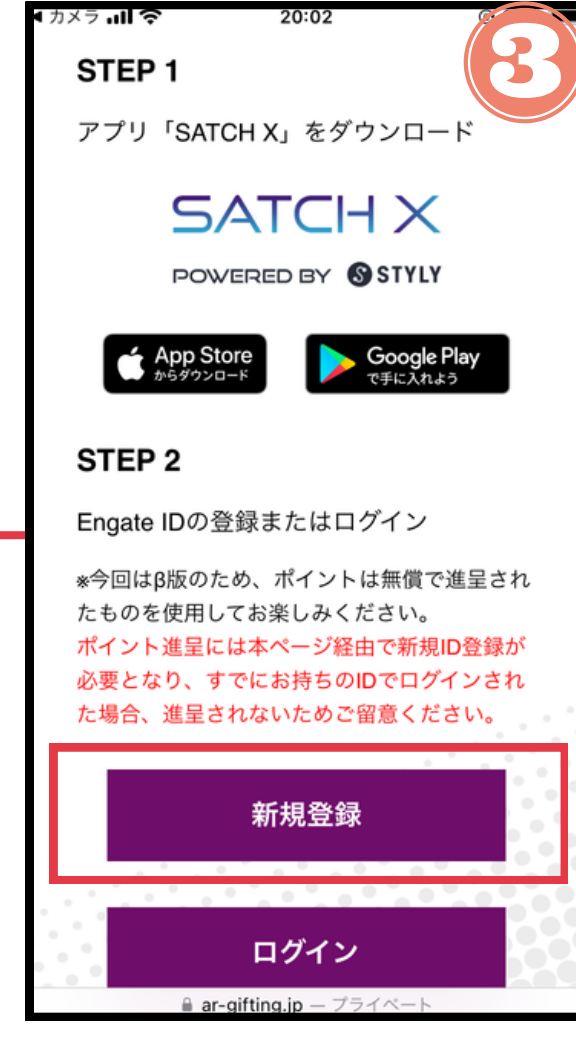 ◀カメラ
20:02
3
STEP 1
アプリ「SATCH X」をダウンロード
SATCH X
POWERED BY S STYLY
App Store
からダウンロード
Google Play
で手に入れよう
STEP 2
Engate IDの登録またはログイン
※今回はβ版のため、ポイントは無償で進呈され
たものを使用してお楽しみください。
ポイント進呈には本ページ経由で新規ID登録が
必要となり、すでにお持ちのIDでログインされ
た場合、進呈されないためご留意ください。
新規登録
ログイン
ar-gifting.jp — プライベート